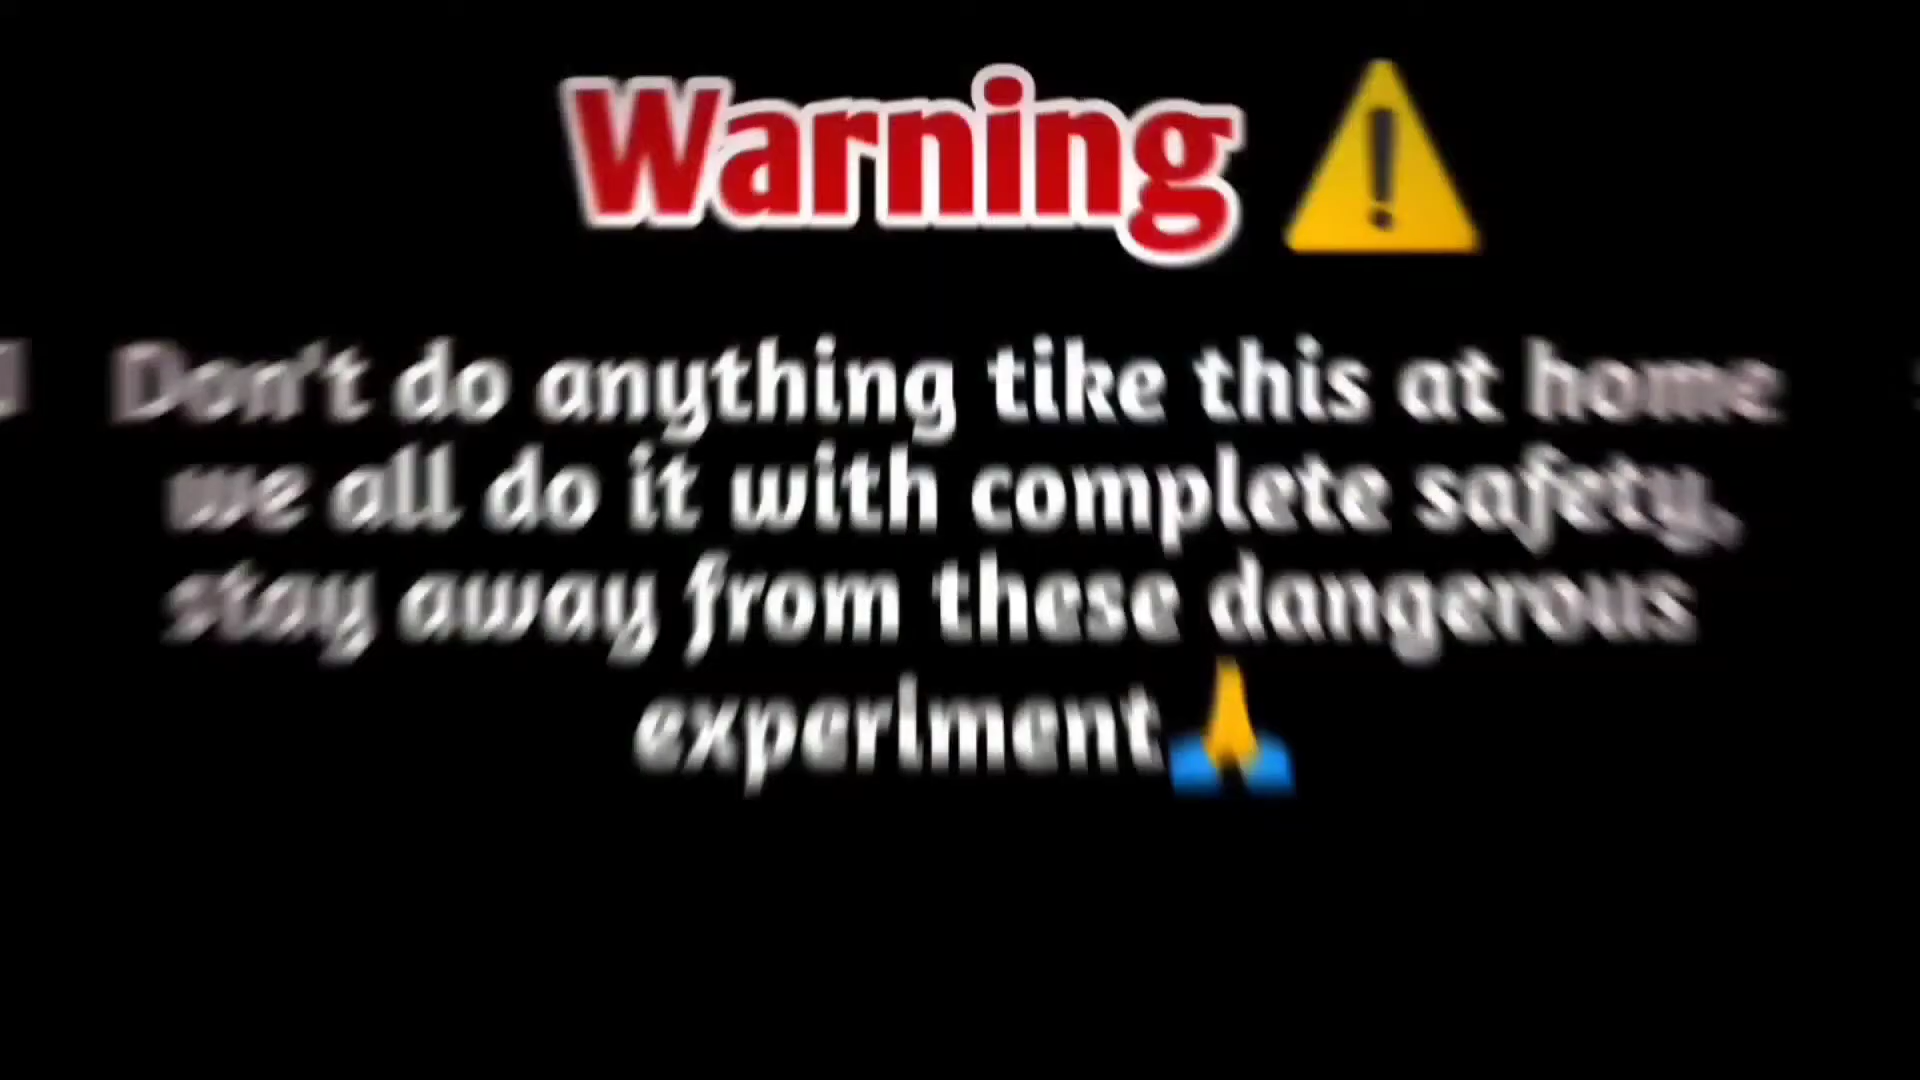 Warning ⚠️
Don't do anything tike this at home
we all do it with complete safety,
stay away from these dangerous
experiment🙏